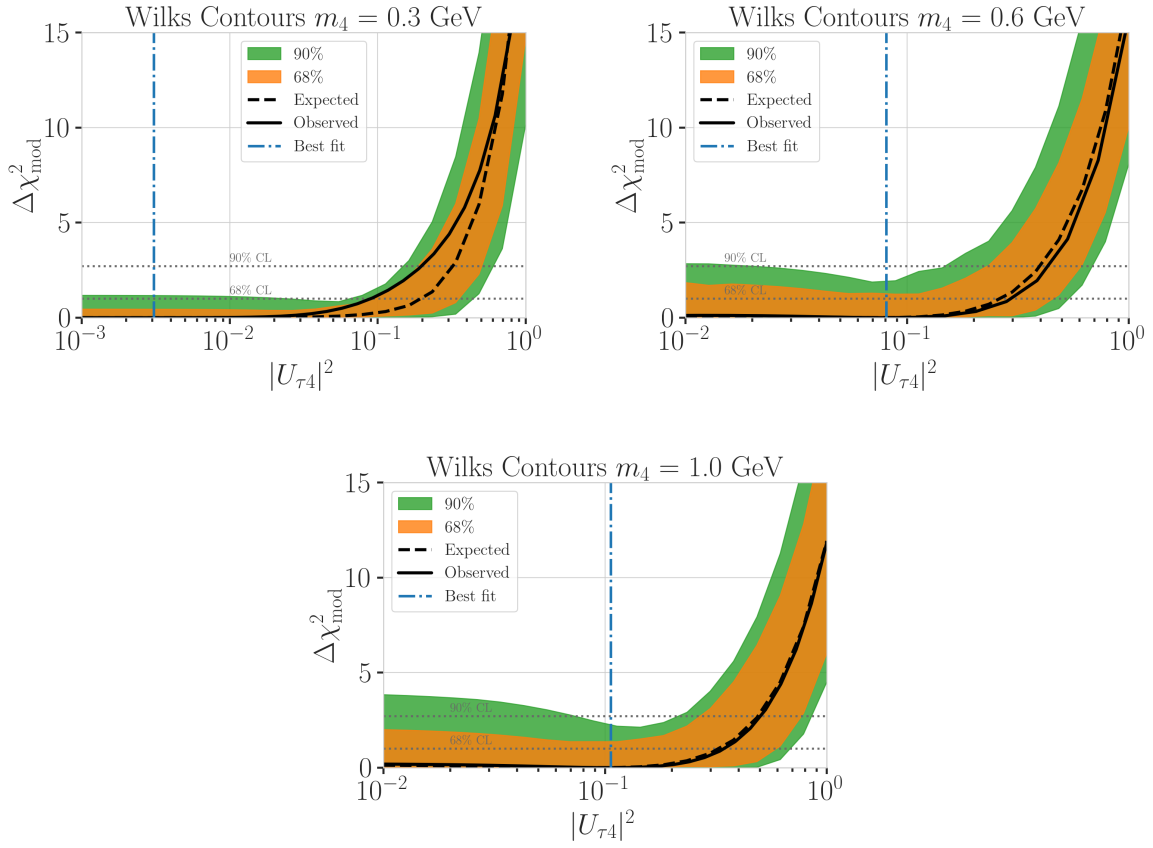 Wilks Contours m₄ = 0.3 GeV
Δχ²mod
15
10
5
0
90%
68%
Expected
Observed
Best fit
90% CL
68% CL
10⁻³
10⁻²
10⁻¹
10⁰
|Uτ4|²
Wilks Contours m₄ = 0.6 GeV
Δχ²mod
15
10
5
0
90%
68%
Expected
Observed
Best fit
90% CL
68% CL
10⁻²
10⁻¹
10⁰
|Uτ4|²
Wilks Contours m₄ = 1.0 GeV
Δχ²mod
15
10
5
0
90%
68%
Expected
Observed
Best fit
90% CL
68% CL
10⁻²
10⁻¹
10⁰
|Uτ4|²